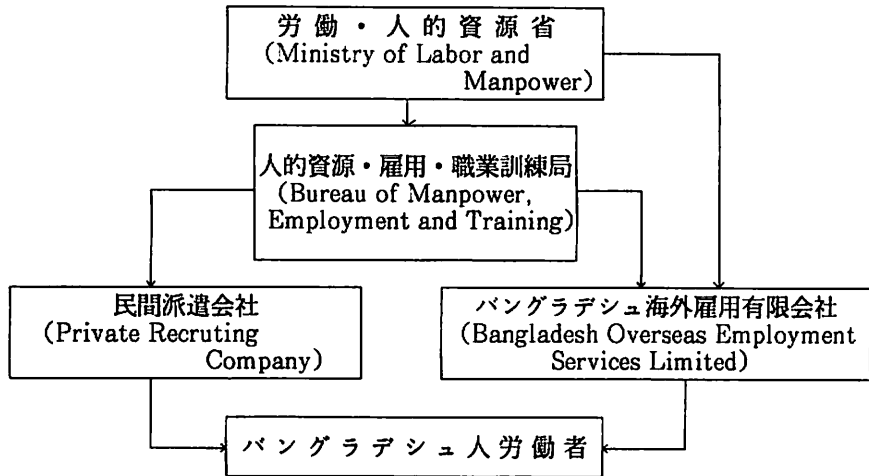 労働・人的資源省
(Ministry of Labor and
Manpower)
人的資源・雇用・職業訓練局
(Bureau of Manpower,
Employment and Training)
民間派遣会社
(Private Recruting
Company)
バングラデシュ海外雇用有限会社
(Bangladesh Overseas Employment
Services Limited)
バングラデシュ人労働者